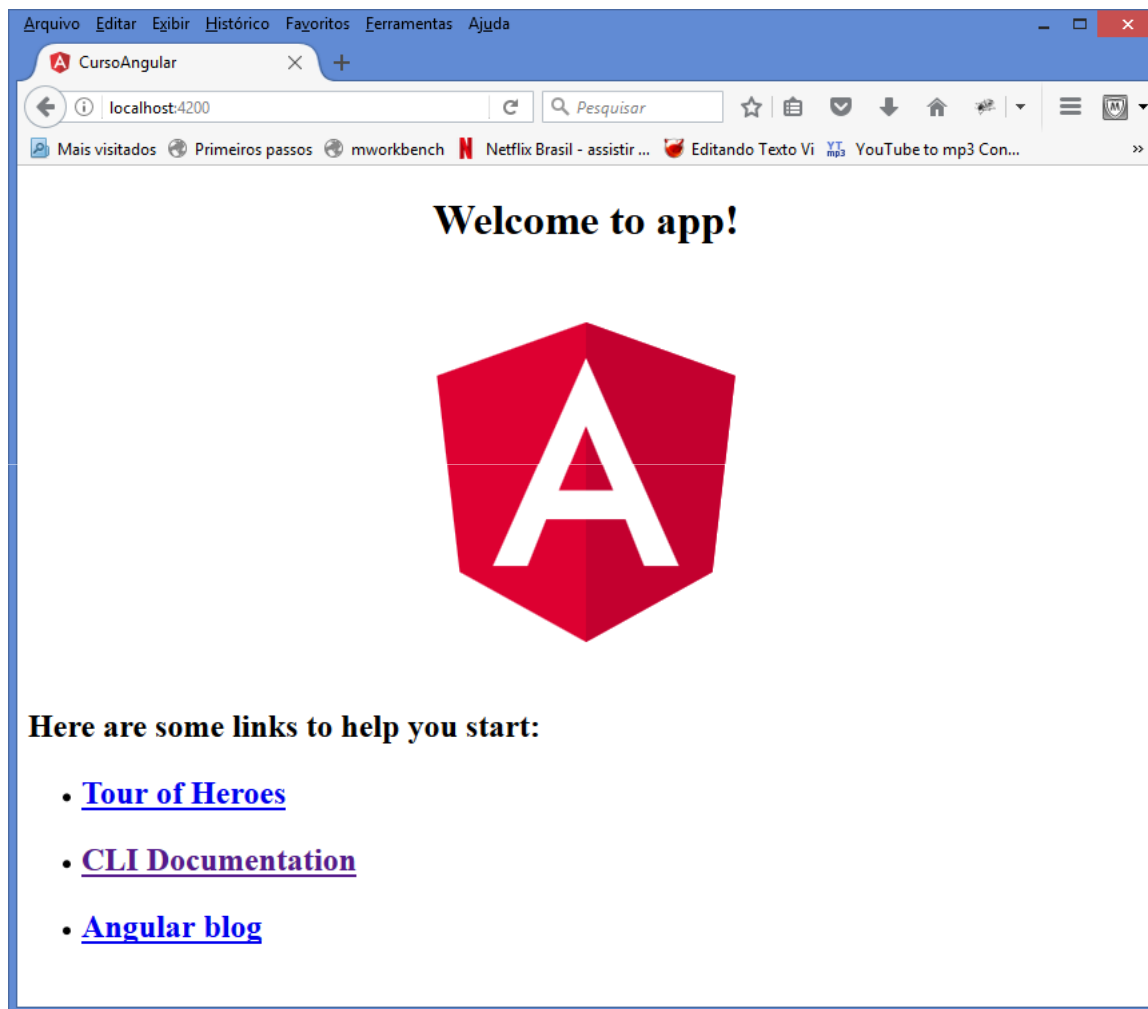 Arquivo Editar Exibir Histórico Favoritos Ferramentas Ajuda
CursoAngular
localhost:4200 Pesquisar
Mais visitados Primeiros passos mworkbench N Netflix Brasil - assistir ... Editando Texto Vi YT mp3 YouTube to mp3 Con... »
Welcome to app!
A
Here are some links to help you start:
• Tour of Heroes
• CLI Documentation
• Angular blog